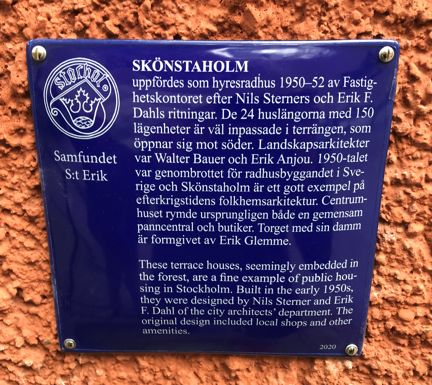 SKÖNSTAHOLM
uppfördes som hyresradhus 1950–52 av Fastig-
hetskontoret efter Nils Sterners och Erik F.
Dahls ritningar. De 24 huslängorna med 150
lägenheter är väl inpassade i terrängen, som
öppnar sig mot söder. Landskapsarkitekter
var Walter Bauer och Erik Anjou. 1950-talet
var genombrottet för radhusbyggandet i Sve-
rige och Skönstaholm är ett gott exempel på
efterkrigstidens folkhemsarkitektur. Centrum-
huset rymde ursprungligen både en gemensam
panncentral och butiker. Torget med sin damm
är formgivet av Erik Glemme.
Samfundet
S:t Erik
These terrace houses, seemingly embedded in
the forest, are a fine example of public hou-
sing in Stockholm. Built in the early 1950s,
they were designed by Nils Sterner and Erik
F. Dahl of the city architects' department. The
original design included local shops and other
amenities.
2020